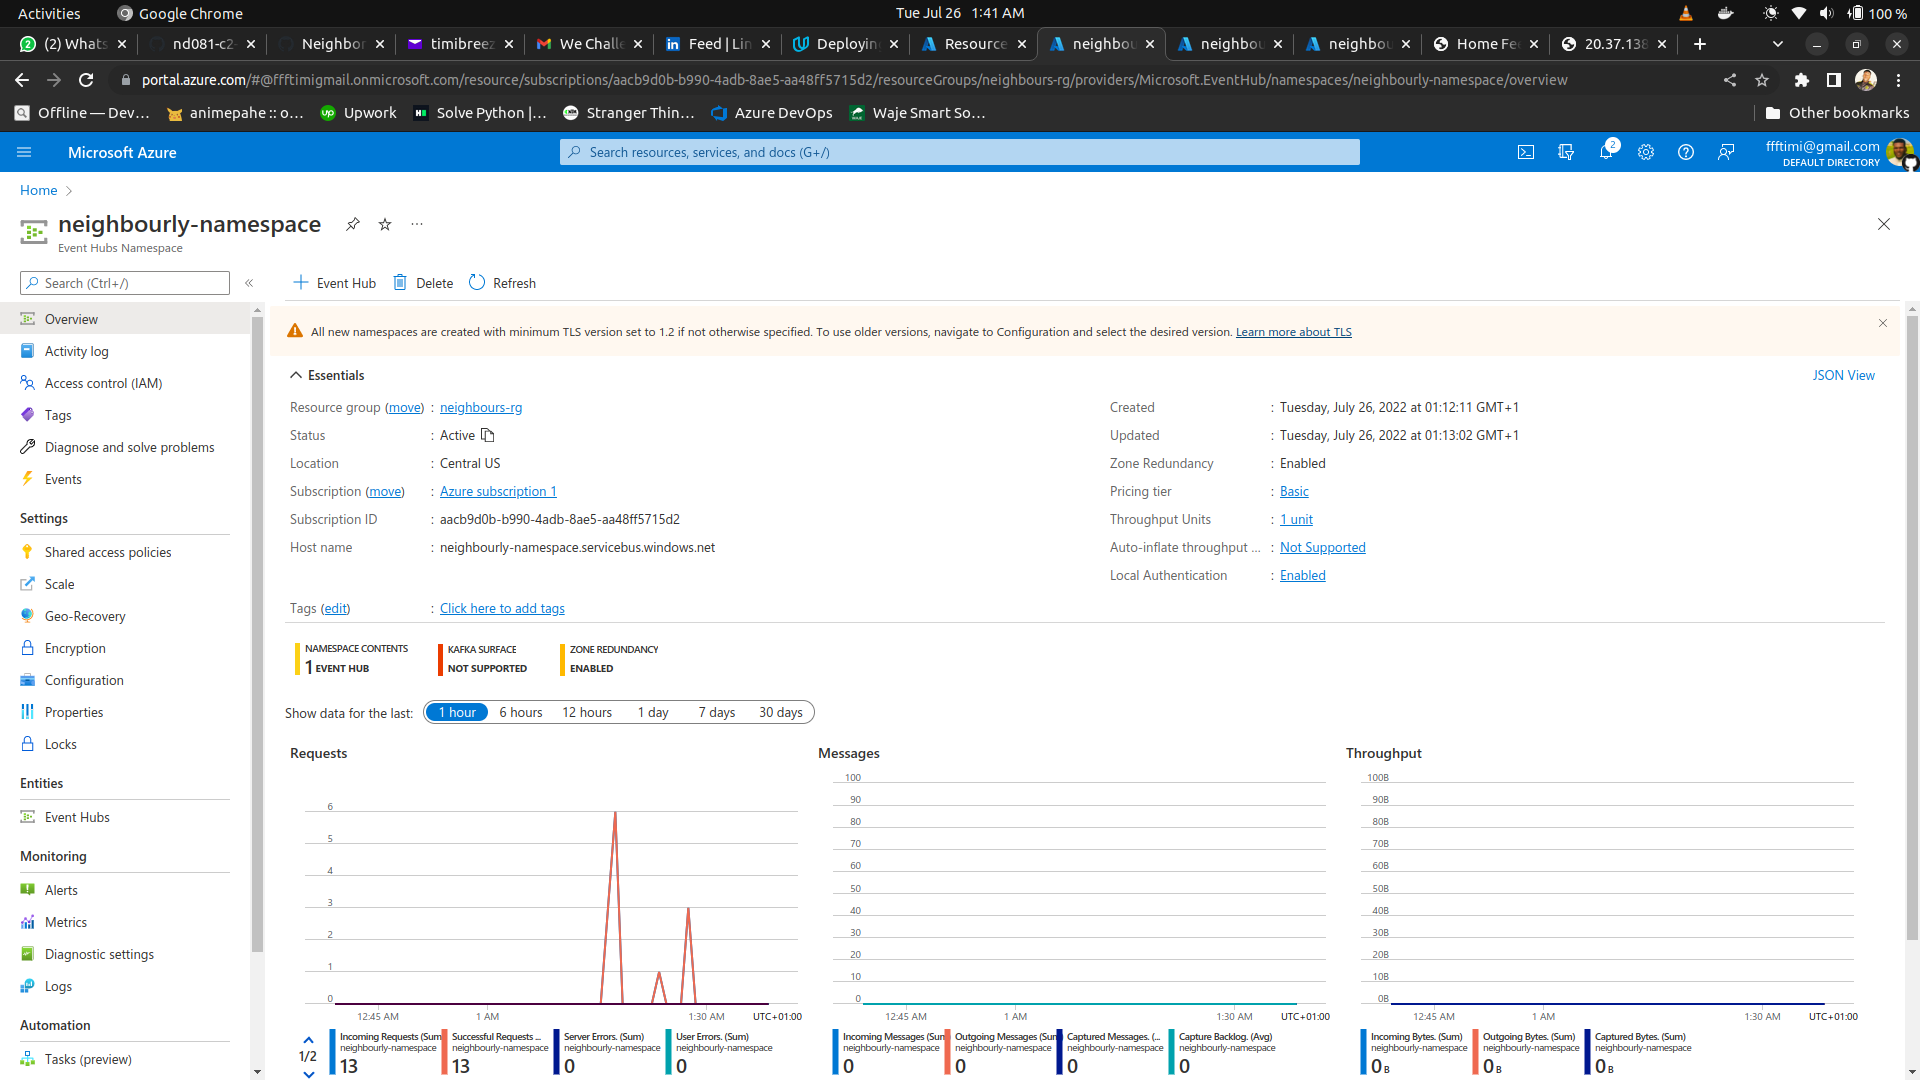 Activities
Google Chrome
Tue Jul 26 1:41 AM
100 %
(2) Whats
nd081-c2-
Neighbor
timibreez
We Challe
Feed | Lin
Deploying
Resource
neighbou
neighbou
neighbou
Home Fee
20.37.138
portal.azure.com/#@ffftimigmail.onmicrosoft.com/resource/subscriptions/aacb9d0b-b990-4adb-8ae5-aa48ff5715d2/resourceGroups/neighbours-rg/providers/Microsoft.EventHub/namespaces/neighbourly-namespace/overview
Offline — Dev…
animepahe :: o…
Upwork
Solve Python |…
Stranger Thin…
Azure DevOps
Waje Smart So…
Other bookmarks
Microsoft Azure
Search resources, services, and docs (G+/)
2
ffftimi@gmail.com
DEFAULT DIRECTORY
Home
neighbourly-namespace
Event Hubs Namespace
Search (Ctrl+/)
Event Hub
Delete
Refresh
Overview
Activity log
Access control (IAM)
Tags
Diagnose and solve problems
Events
Settings
Shared access policies
Scale
Geo-Recovery
Encryption
Configuration
Properties
Locks
Entities
Event Hubs
Monitoring
Alerts
Metrics
Diagnostic settings
Logs
Automation
Tasks (preview)
All new namespaces are created with minimum TLS version set to 1.2 if not otherwise specified. To use older versions, navigate to Configuration and select the desired version. Learn more about TLS
Essentials
JSON View
Resource group (move) : neighbours-rg
Status : Active
Location : Central US
Subscription (move) : Azure subscription 1
Subscription ID : aacb9d0b-b990-4adb-8ae5-aa48ff5715d2
Host name : neighbourly-namespace.servicebus.windows.net
Tags (edit) : Click here to add tags
Created : Tuesday, July 26, 2022 at 01:12:11 GMT+1
Updated : Tuesday, July 26, 2022 at 01:13:02 GMT+1
Zone Redundancy : Enabled
Pricing tier : Basic
Throughput Units : 1 unit
Auto-inflate throughput ... : Not Supported
Local Authentication : Enabled
NAMESPACE CONTENTS
1 EVENT HUB
KAFKA SURFACE
NOT SUPPORTED
ZONE REDUNDANCY
ENABLED
Show data for the last: 1 hour 6 hours 12 hours 1 day 7 days 30 days
Requests
6
5
4
3
2
1
0
12:45 AM 1 AM 1:30 AM UTC+01:00
1/2
Incoming Requests (Sum
neighbourly-namespace
13
Successful Requests ...
neighbourly-namespace
13
Server Errors. (Sum)
neighbourly-namespace
0
User Errors. (Sum)
neighbourly-namespace
0
Messages
100
90
80
70
60
50
40
30
20
10
0
12:45 AM 1 AM 1:30 AM UTC+01:00
Incoming Messages (Sum
neighbourly-namespace
0
Outgoing Messages (Sum
neighbourly-namespace
0
Captured Messages. (...
neighbourly-namespace
0
Capture Backlog. (Avg)
neighbourly-namespace
0
Throughput
100B
90B
80B
70B
60B
50B
40B
30B
20B
10B
0B
12:45 AM 1 AM 1:30 AM UTC+01:00
Incoming Bytes. (Sum)
neighbourly-namespace
0 B
Outgoing Bytes. (Sum)
neighbourly-namespace
0 B
Captured Bytes. (Sum)
neighbourly-namespace
0 B